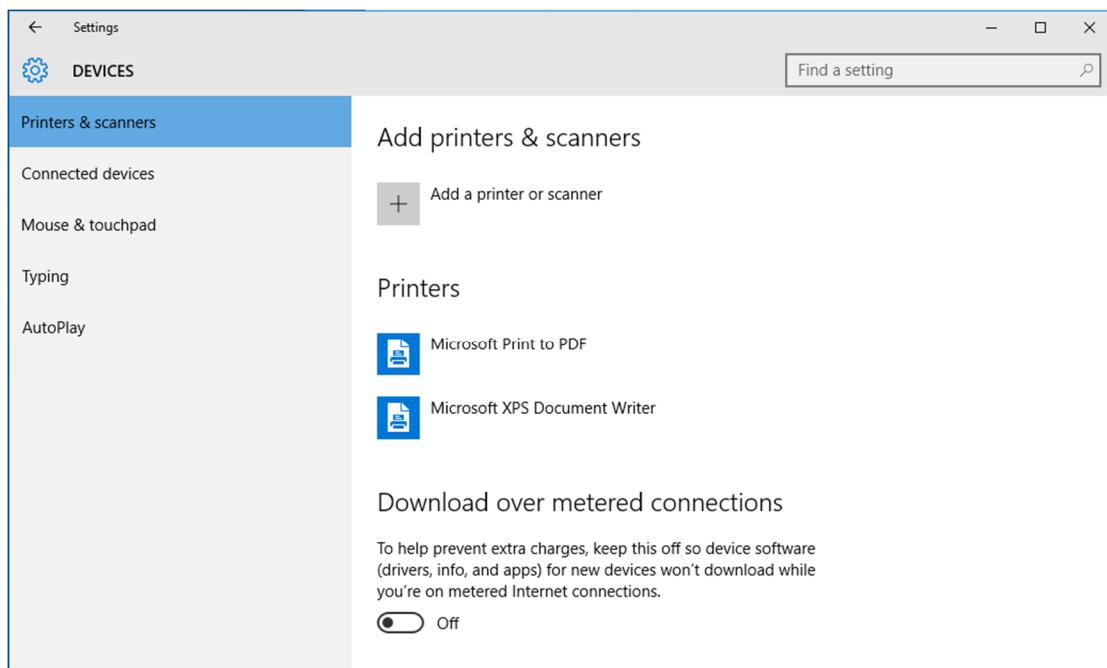 Settings
DEVICES
Find a setting
Printers & scanners
Connected devices
Mouse & touchpad
Typing
AutoPlay
Add printers & scanners
Add a printer or scanner
Printers
Microsoft Print to PDF
Microsoft XPS Document Writer
Download over metered connections
To help prevent extra charges, keep this off so device software
(drivers, info, and apps) for new devices won’t download while
you’re on metered Internet connections.
Off